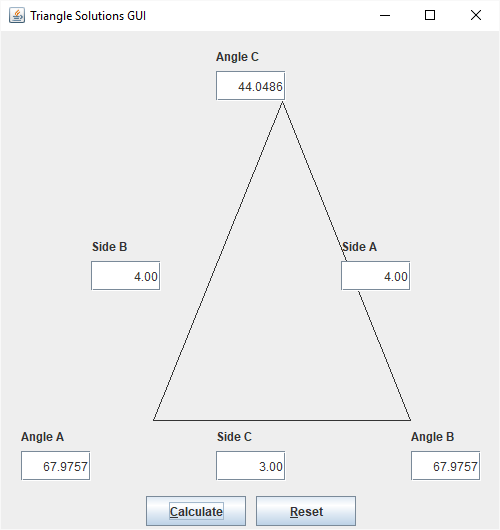 Triangle Solutions GUI
Angle C
44.0486
Side B
Side A
4.00
4.00
Angle A
Side C
Angle B
67.9757
3.00
67.9757
Calculate
Reset